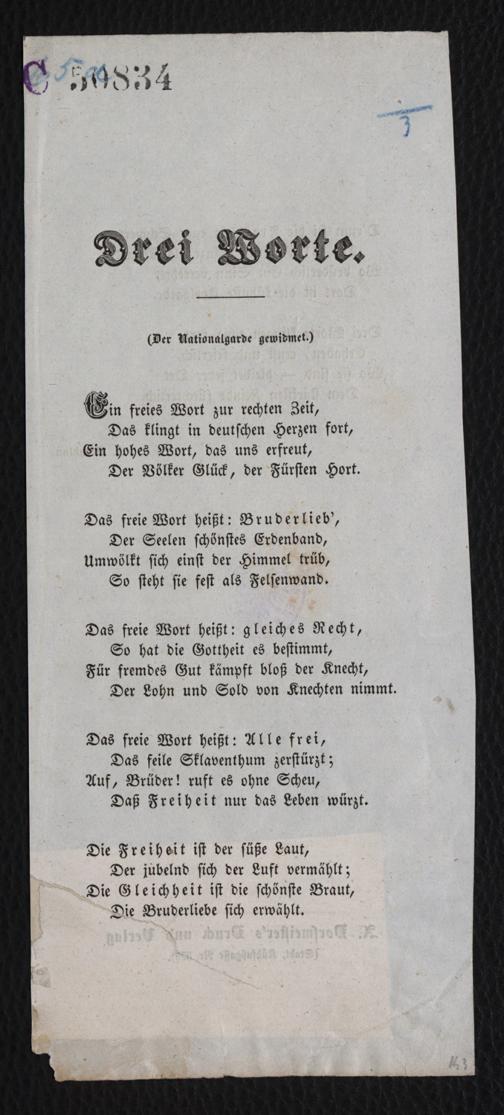 C 50834
3
Drei Worte.
(Der Nationalgarde gewidmet.)
Ein freies Wort zur rechten Zeit,
Das klingt in deutschen Herzen fort,
Ein hohes Wort, das uns erfreut,
Der Völker Glück, der Fürsten Hort.
Das freie Wort heißt: Bruderlieb',
Der Seelen schönstes Erdenband,
Umwölkt sich einst der Himmel trüb,
So steht sie fest als Felsenwand.
Das freie Wort heißt: gleiches Recht,
So hat die Gottheit es bestimmt,
Für fremdes Gut kämpft bloß der Knecht,
Der Lohn und Sold von Knechten nimmt.
Das freie Wort heißt: Alle frei,
Das feile Sklaventhum zerstürzt;
Auf, Brüder! ruft es ohne Scheu,
Daß Freiheit nur das Leben würzt.
Die Freiheit ist der süße Laut,
Der jubelnd sich der Luft vermählt;
Die Gleichheit ist die schönste Braut,
Die Bruderliebe sich erwählt.